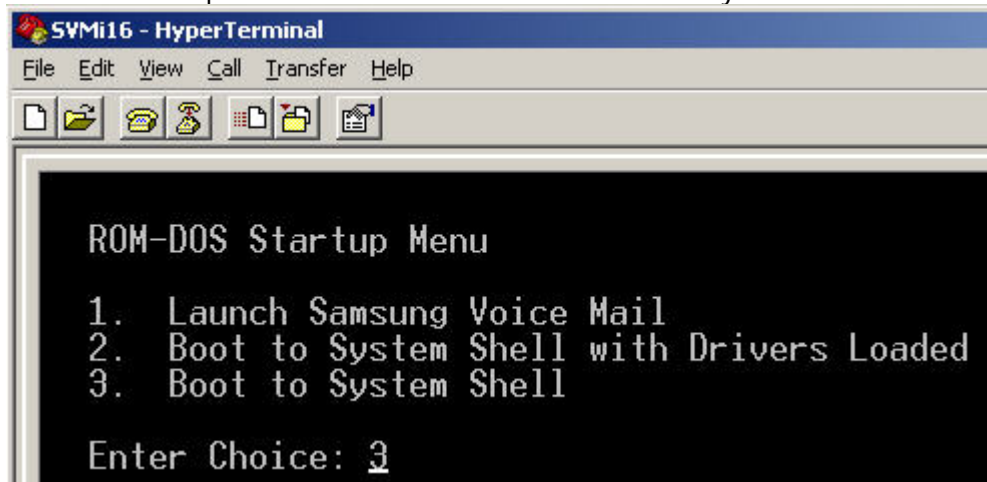 SVMi16 - HyperTerminal
File Edit View Call Transfer Help
ROM-DOS Startup Menu
1. Launch Samsung Voice Mail
2. Boot to System Shell with Drivers Loaded
3. Boot to System Shell
Enter Choice: 3